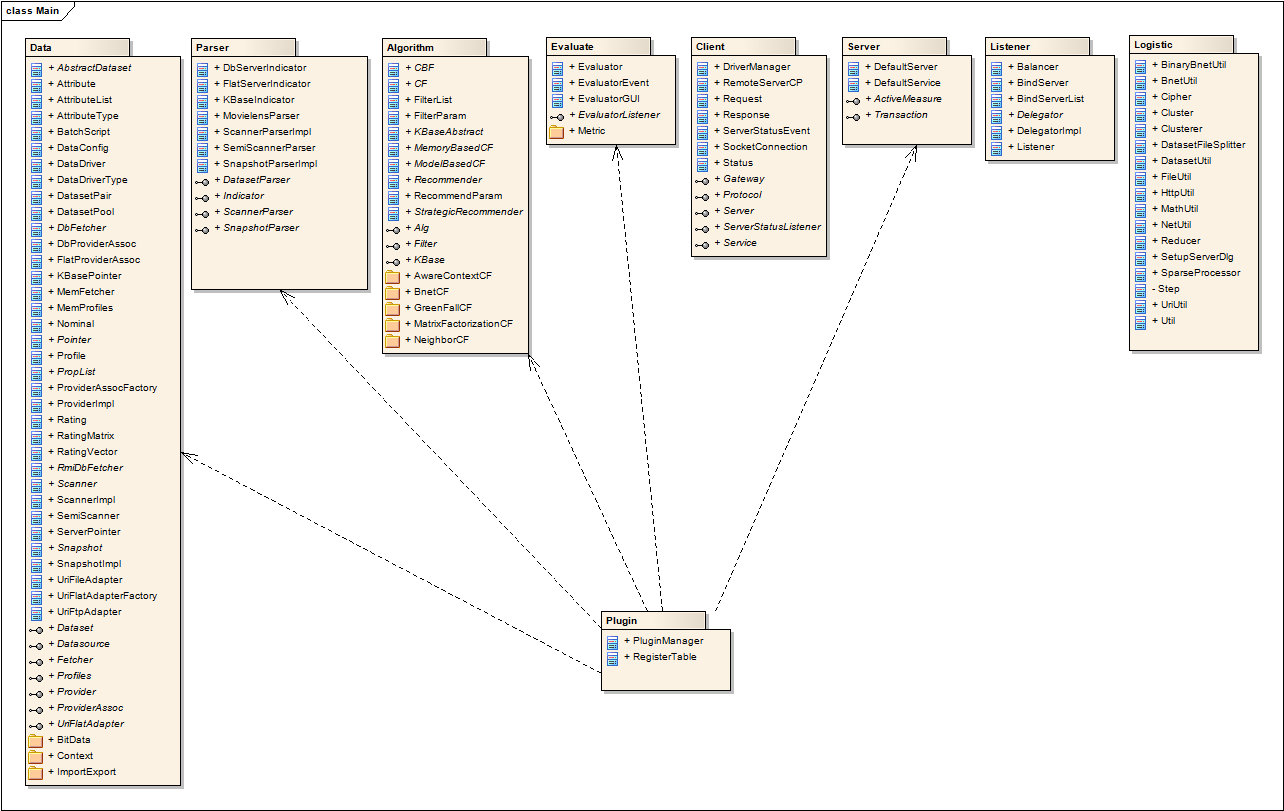 class Main
Data
+ AbstractDataset
+ Attribute
+ AttributeList
+ AttributeType
+ BatchScript
+ DataConfig
+ DataDriver
+ DataDriverType
+ DatasetPair
+ DatasetPool
+ DbFetcher
+ DbProviderAssoc
+ FlatProviderAssoc
+ KBasePointer
+ MemFetcher
+ MemProfiles
+ Nominal
+ Pointer
+ Profile
+ PropList
+ ProviderAssocFactory
+ ProviderImpl
+ Rating
+ RatingMatrix
+ RatingVector
+ RmiDbFetcher
+ Scanner
+ ScannerImpl
+ SemiScanner
+ ServerPointer
+ Snapshot
+ SnapshotImpl
+ UriFileAdapter
+ UriFlatAdapterFactory
+ UriFtpAdapter
+ Dataset
+ Datasource
+ Fetcher
+ Profiles
+ Provider
+ ProviderAssoc
+ UriFlatAdapter
+ BitData
+ Context
+ ImportExport
Parser
+ DbServerIndicator
+ FlatServerIndicator
+ KBaseIndicator
+ MovielensParser
+ ScannerParserImpl
+ SemiScannerParser
+ SnapshotParserImpl
+ DatasetParser
+ Indicator
+ ScannerParser
+ SnapshotParser
Algorithm
+ CBF
+ CF
+ FilterList
+ FilterParam
+ KBaseAbstract
+ MemoryBasedCF
+ ModelBasedCF
+ Recommender
+ RecommendParam
+ StrategicRecommender
+ Alg
+ Filter
+ KBase
+ AwareContextCF
+ BnetCF
+ GreenFallCF
+ MatrixFactorizationCF
+ NeighborCF
Evaluate
+ Evaluator
+ EvaluatorEvent
+ EvaluatorGUI
+ EvaluatorListener
+ Metric
Client
+ DriverManager
+ RemoteServerCP
+ Request
+ Response
+ ServerStatusEvent
+ SocketConnection
+ Status
+ Gateway
+ Protocol
+ Server
+ ServerStatusListener
+ Service
Server
+ DefaultServer
+ DefaultService
+ ActiveMeasure
+ Transaction
Listener
+ Balancer
+ BindServer
+ BindServerList
+ Delegator
+ DelegatorImpl
+ Listener
Logistic
+ BinaryBnetUtil
+ BnetUtil
+ Cipher
+ Cluster
+ Clusterer
+ DatasetFileSplitter
+ DatasetUtil
+ FileUtil
+ HttpUtil
+ MathUtil
+ NetUtil
+ Reducer
+ SetupServerDlg
+ SparseProcessor
- Step
+ UriUtil
+ Util
Plugin
+ PluginManager
+ RegisterTable